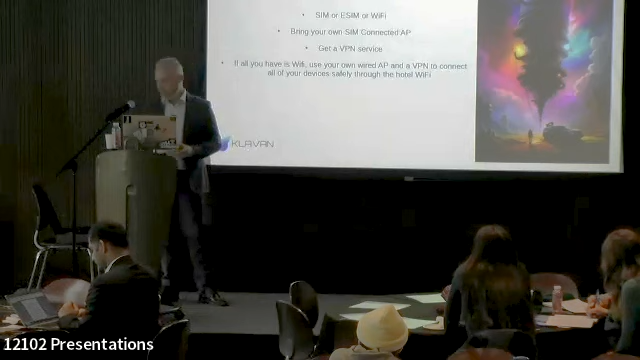 SIM or ESIM or WiFi
Bring your own SIM Connected AP
Get a VPN service
If all you have is Wifi, use your own wired AP and a VPN to connect
all of your devices safely through the hotel WiFi
KLAVAN
12102 Presentations